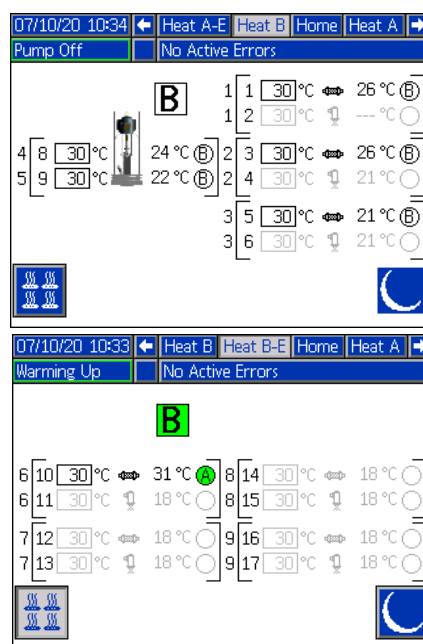 07/10/20 10:34 Heat A-E Heat B Home Heat A
Pump Off No Active Errors
B
1 1 30 °C 26 °C B
1 2 30 °C --- °C
4 8 30 °C 24 °C B 2 3 30 °C 26 °C B
5 9 30 °C 22 °C B 2 4 30 °C 21 °C
3 5 30 °C 21 °C B
3 6 30 °C 21 °C
07/10/20 10:33 Heat B Heat B-E Home Heat A
Warming Up No Active Errors
B
6 10 30 °C 31 °C A 8 14 30 °C 18 °C
6 11 30 °C 18 °C 8 15 30 °C 18 °C
7 12 30 °C 18 °C 9 16 30 °C 18 °C
7 13 30 °C 18 °C 9 17 30 °C 18 °C